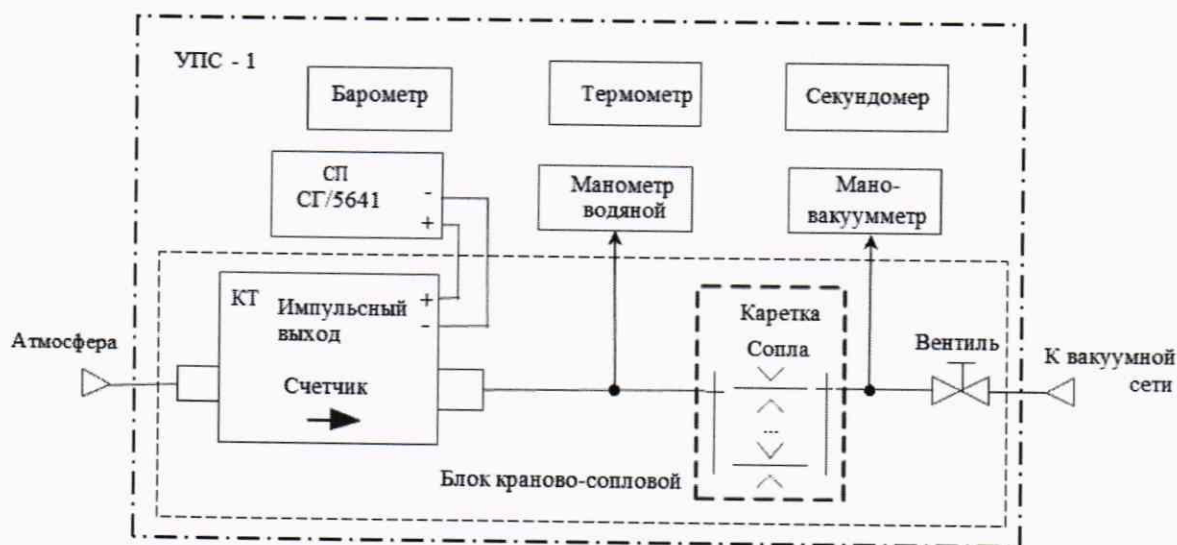 УПС - 1
Барометр
Термометр
Секундомер
СП
СГ/5641
-
+
Манометр
водяной
Мано-
вакуумметр
КТ
Импульсный
выход
+
-
Счетчик
Атмосфера
Каретка
Сопла
...
Вентиль
К вакуумной
сети
Блок краново-сопловой